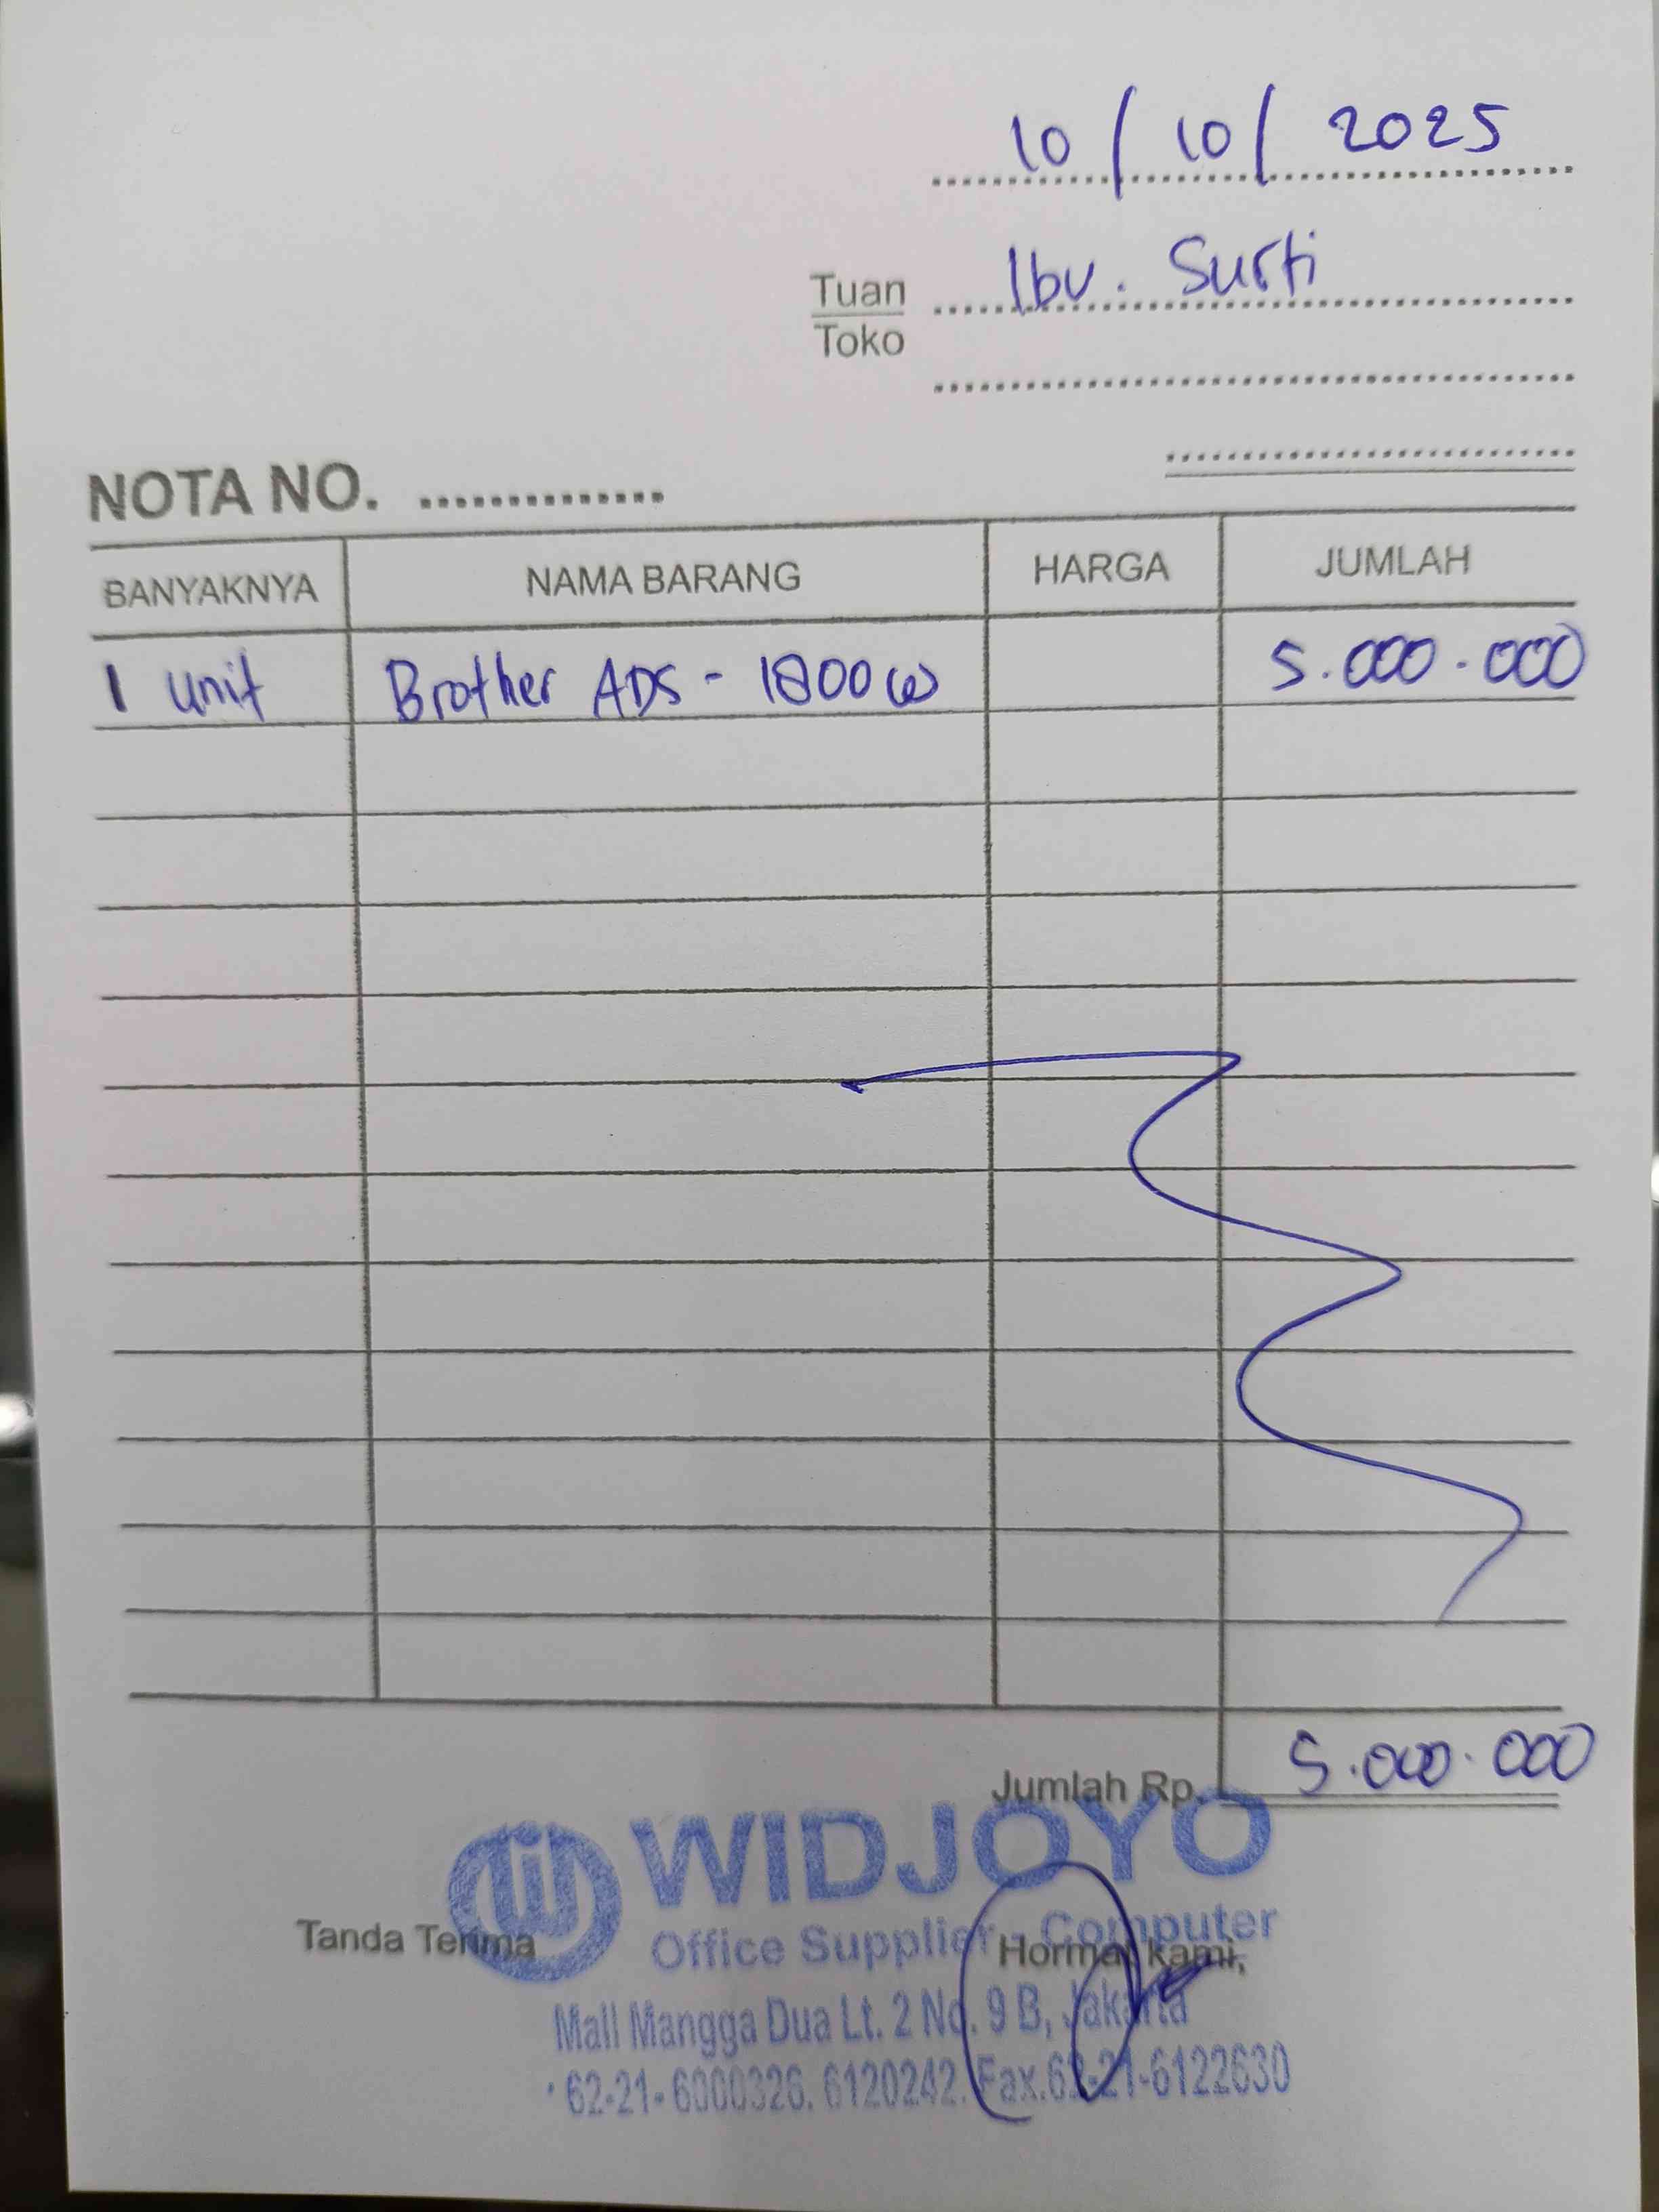 10/10/2025
Tuan Ibu. Surti
Toko
NOTA NO. ...............
BANYAKNYA NAMA BARANG HARGA JUMLAH
1 unit Brother ADS - 1800W 5.000.000
Jumlah Rp. 5.000.000
WIDJOYO
Office Supplier - Computer
Tanda Terima Hormat kami,
Mall Mangga Dua Lt. 2 No. 9 B, Jakarta
62-21-6000326. 6120242. Fax.62-21-6122630